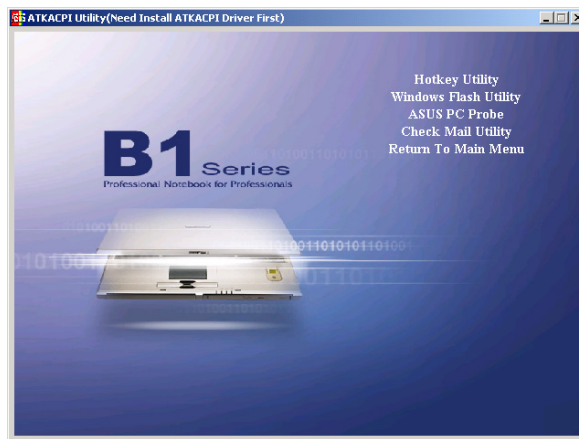 ATKACPI Utility(Need Install ATKACPI Driver First)
Hotkey Utility
Windows Flash Utility
ASUS PC Probe
Check Mail Utility
Return To Main Menu
B1 Series
Professional Notebook for Professionals